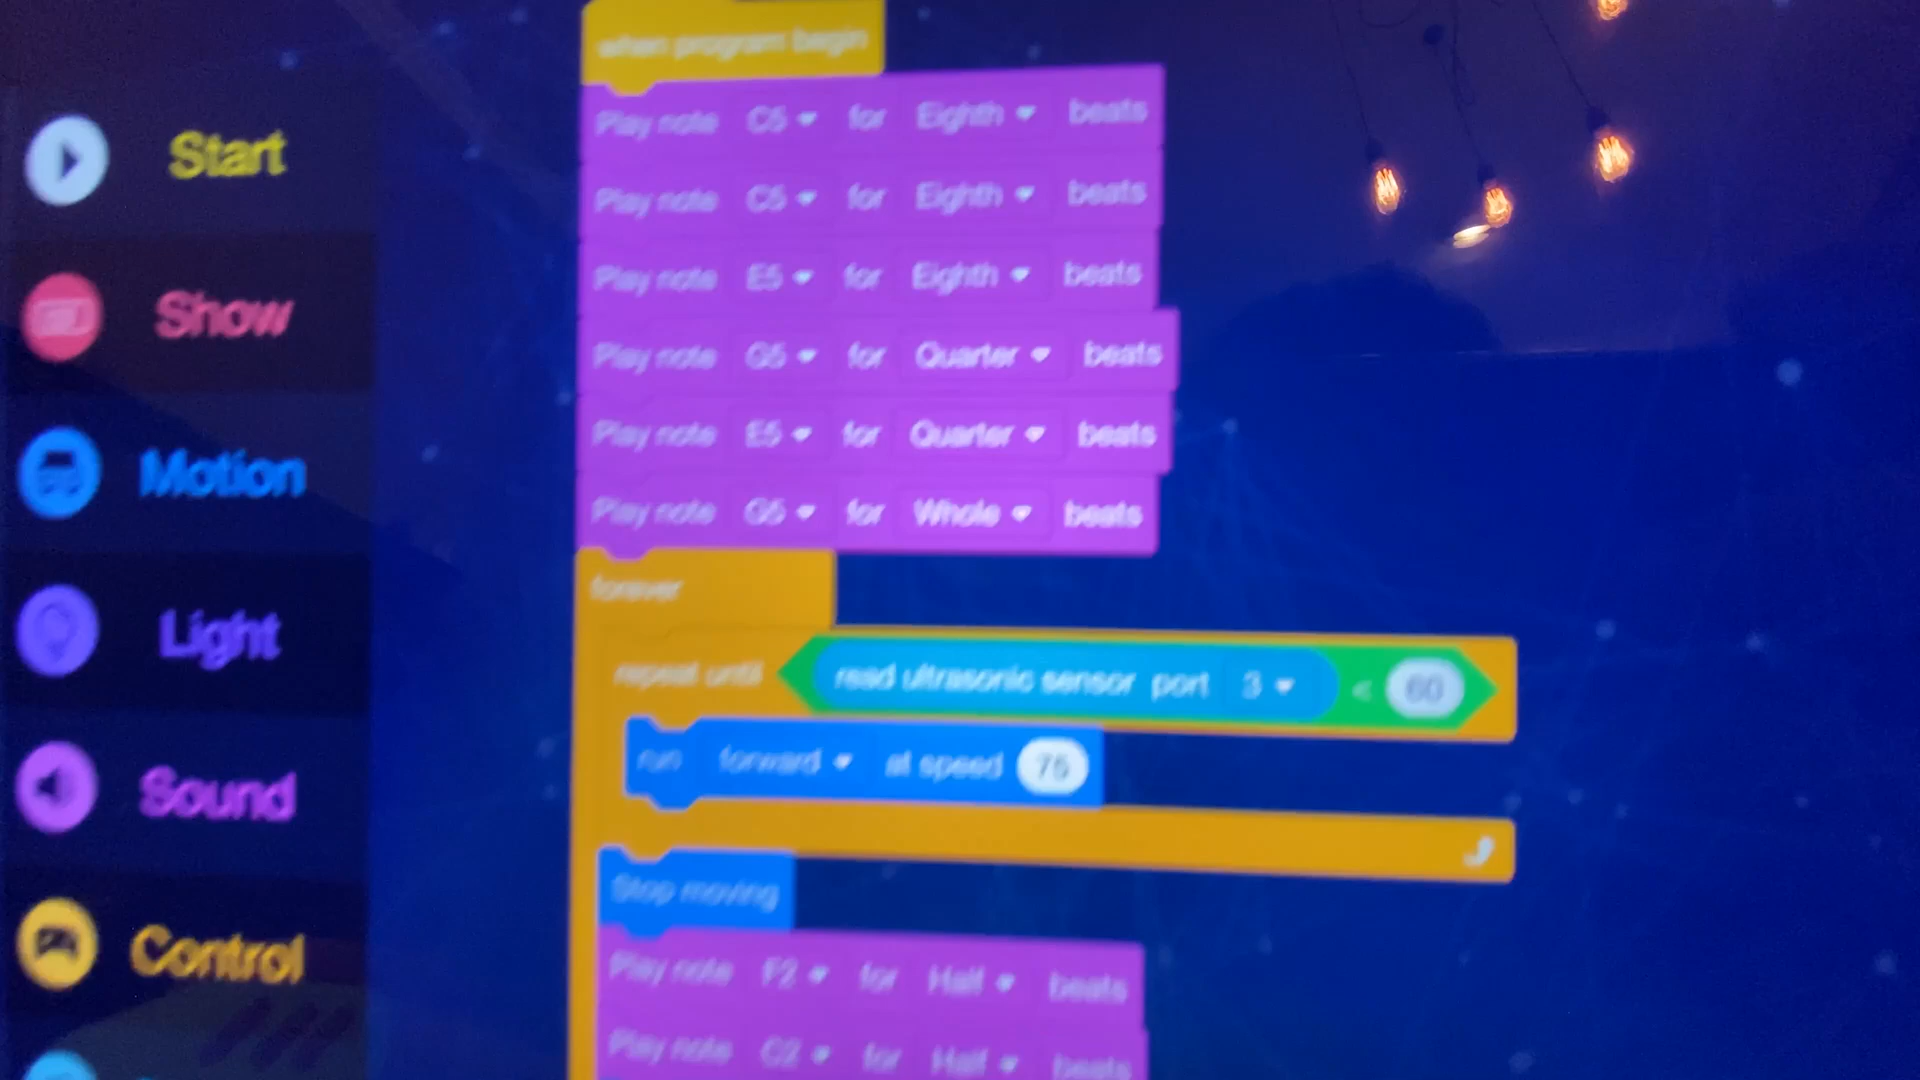 when program begin
Play note C5 for Eighth beats
Play note C5 for Eighth beats
Play note E5 for Eighth beats
Play note G5 for Quarter beats
Play note E5 for Quarter beats
Play note G5 for Whole beats
forever
repeat until read ultrasonic sensor port 3 < 60
run forward at speed 75
Stop moving
Play note F2 for Half beats
Play note C2 for Half beats
Start
Show
Motion
Light
Sound
Control